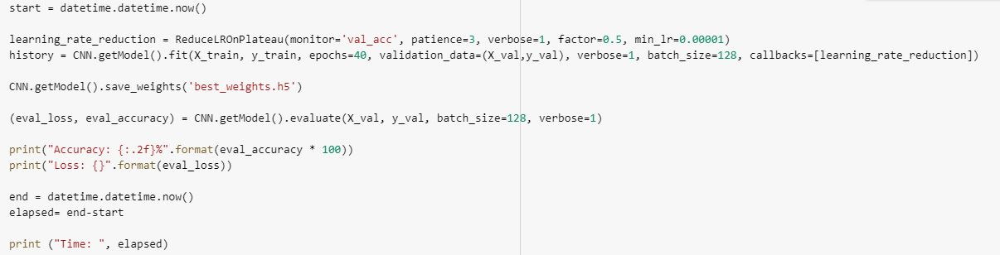 start = datetime.datetime.now()
learning_rate_reduction = ReduceLROnPlateau(monitor='val_acc', patience=3, verbose=1, factor=0.5, min_lr=0.00001)
history = CNN.getModel().fit(X_train, y_train, epochs=40, validation_data=(X_val,y_val), verbose=1, batch_size=128, callbacks=[learning_rate_reduction])
CNN.getModel().save_weights('best_weights.h5')
(eval_loss, eval_accuracy) = CNN.getModel().evaluate(X_val, y_val, batch_size=128, verbose=1)
print("Accuracy: {:.2f}%".format(eval_accuracy * 100))
print("Loss: {}".format(eval_loss))
end = datetime.datetime.now()
elapsed= end-start
print ("Time: ", elapsed)